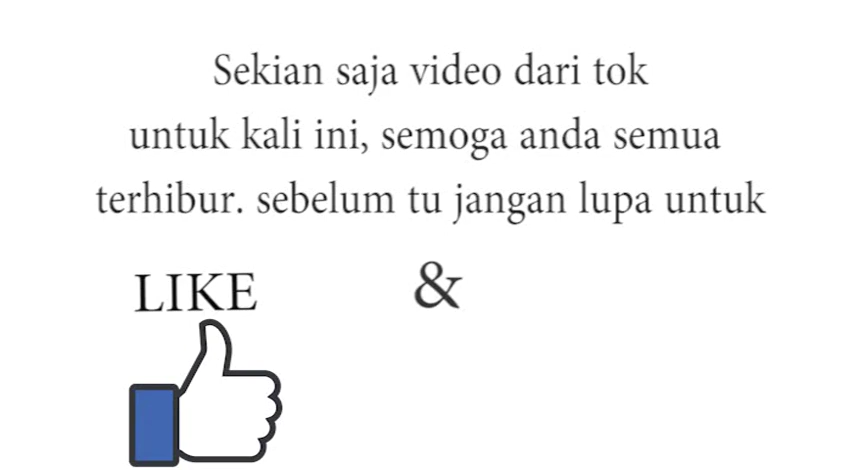 Sekian saja video dari tok
untuk kali ini, semoga anda semua
terhibur. sebelum tu jangan lupa untuk
LIKE &